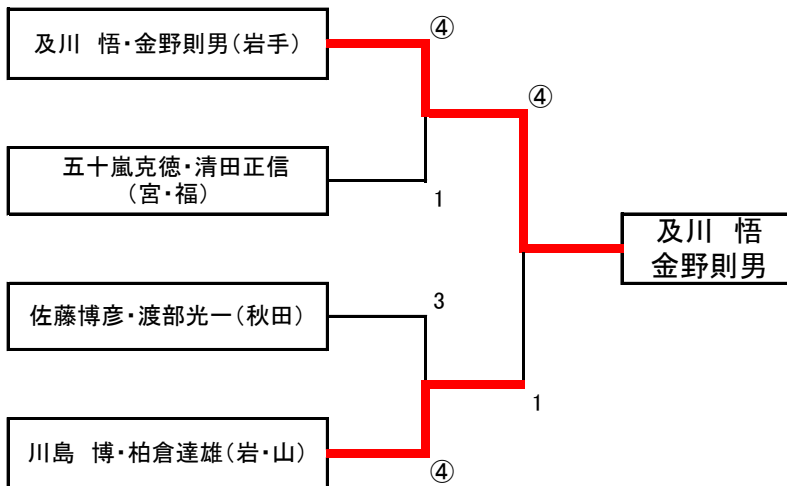 及川　悟・金野則男(岩手)
④
④
五十嵐克徳・清田正信
(宮・福)
1
及川　悟
金野則男
佐藤博彦・渡部光一(秋田)
3
1
川島　博・柏倉達雄(岩・山)
④